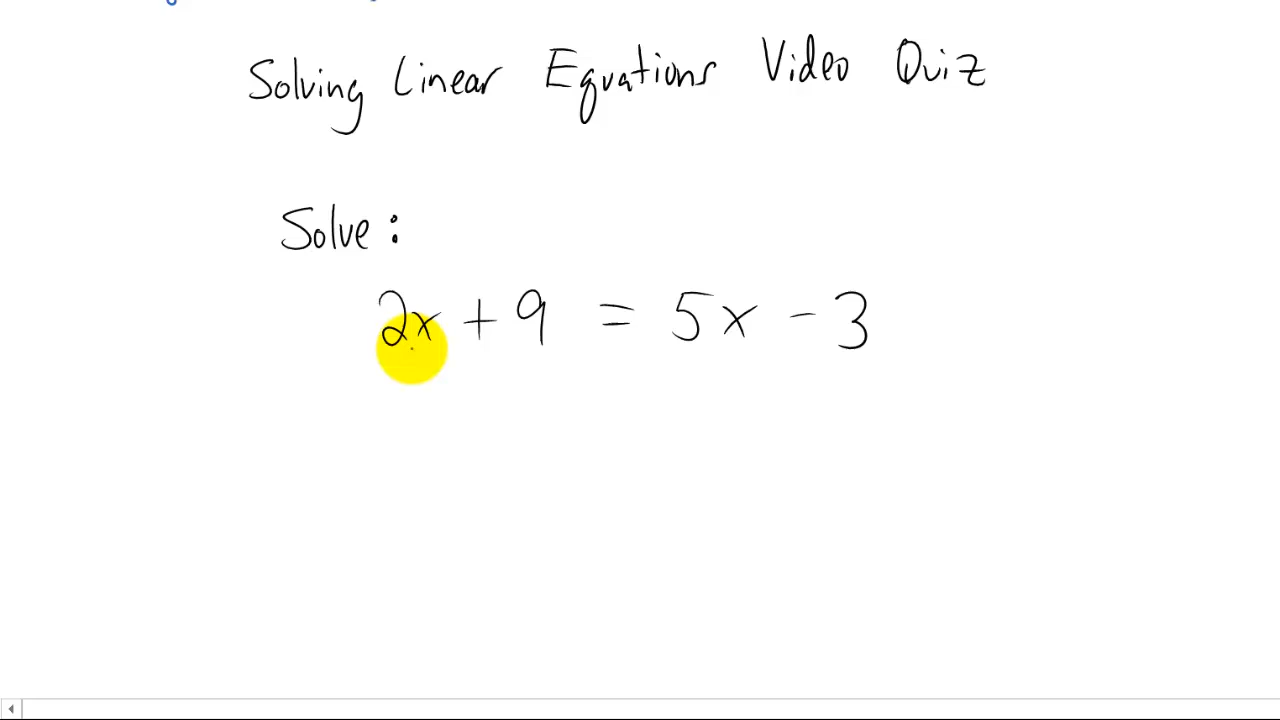 Solving Linear Equations Video Quiz
Solve:
2x + 9 = 5x - 3